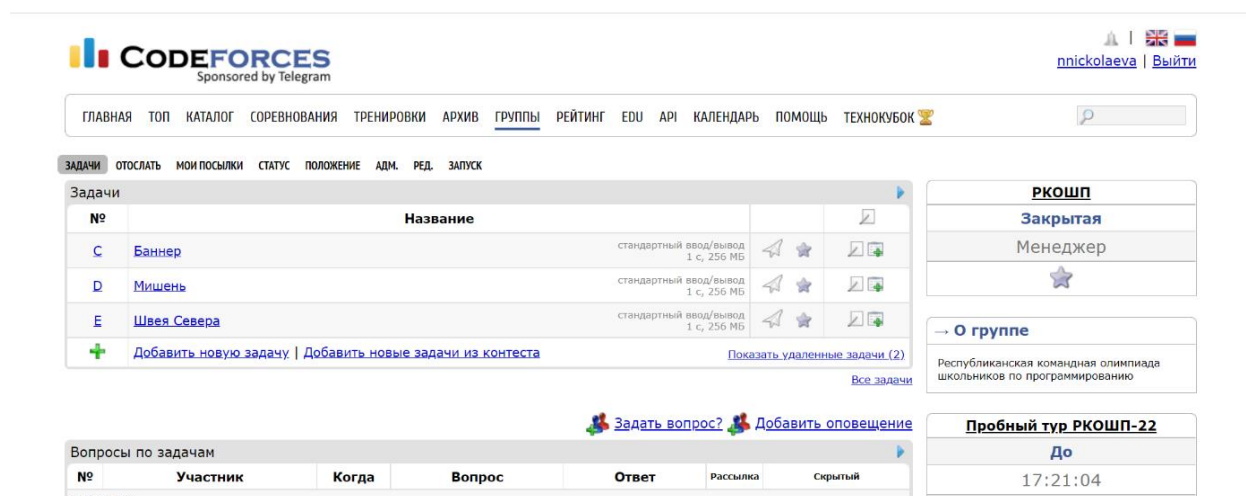 CODEFORCES
Sponsored by Telegram
|
nnickolaeva | Выйти
ГЛАВНАЯ ТОП КАТАЛОГ СОРЕВНОВАНИЯ ТРЕНИРОВКИ АРХИВ ГРУППЫ РЕЙТИНГ EDU API КАЛЕНДАРЬ ПОМОЩЬ ТЕХНОКУБОК
ЗАДАЧИ ОТОСЛАТЬ МОИ ПОСЫЛКИ СТАТУС ПОЛОЖЕНИЕ АДМ. РЕД. ЗАПУСК
Задачи
№ Название
C Баннер стандартный ввод/вывод
1 с, 256 МБ
D Мишень стандартный ввод/вывод
1 с, 256 МБ
E Швея Севера стандартный ввод/вывод
1 с, 256 МБ
Добавить новую задачу | Добавить новые задачи из контеста Показать удаленные задачи (2)
Все задачи
Задать вопрос? Добавить оповещение
Вопросы по задачам
№ Участник Когда Вопрос Ответ Рассылка Скрытый
РКОШП
Закрытая
Менеджер
→ О группе
Республиканская командная олимпиада
школьников по программированию
Пробный тур РКОШП-22
До
17:21:04